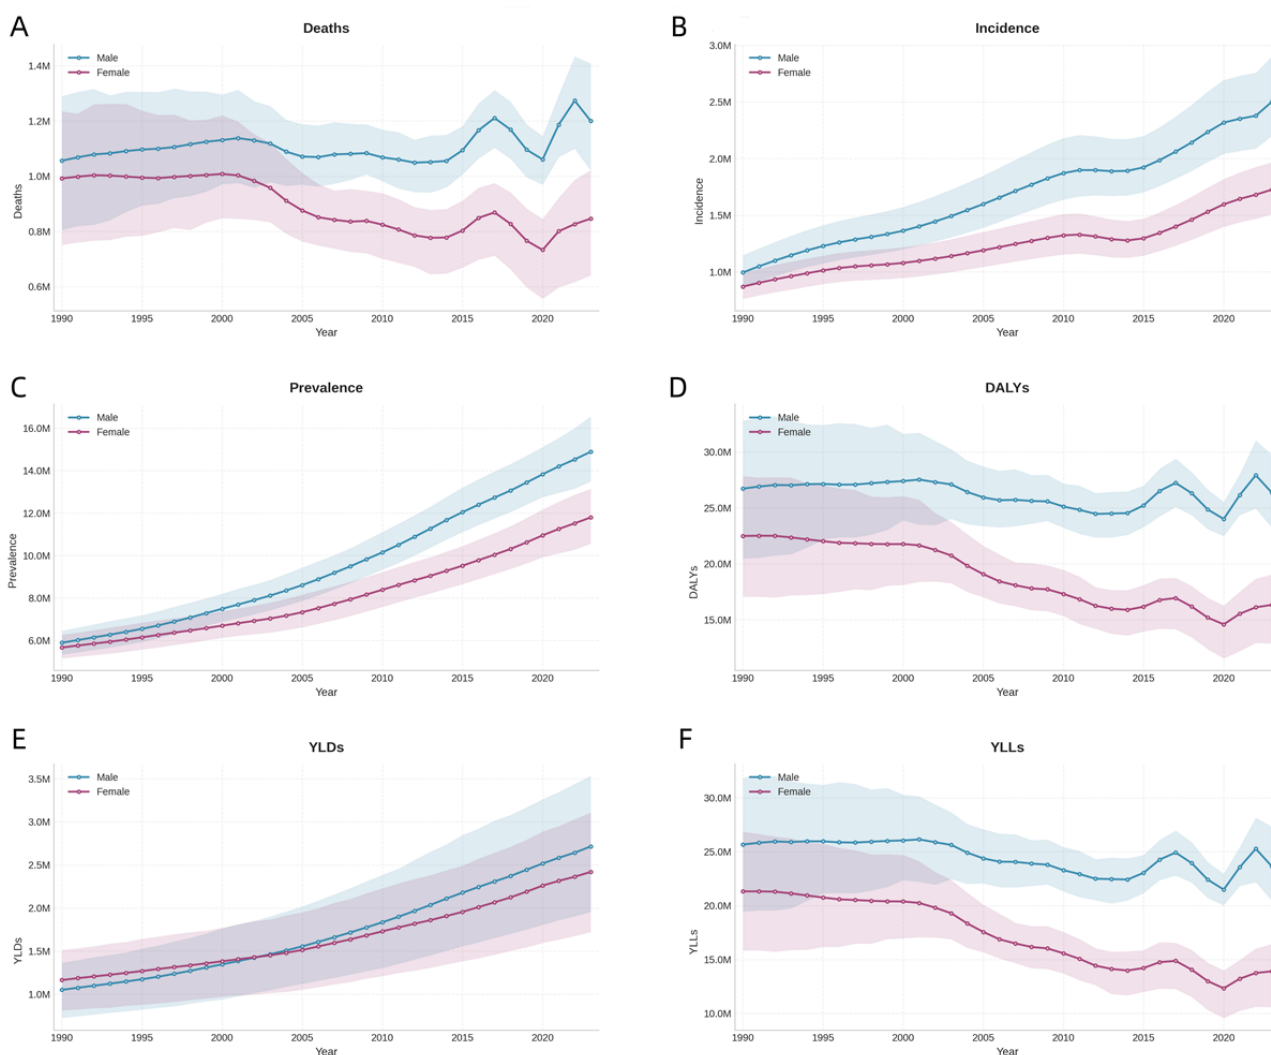 A
Deaths
Male
Female
1.4M
1.2M
1.0M
0.8M
0.6M
Deaths
1990 1995 2000 2005 2010 2015 2020
Year
B
Incidence
Male
Female
3.0M
2.5M
2.0M
1.5M
1.0M
Incidence
1990 1995 2000 2005 2010 2015 2020
Year
C
Prevalence
Male
Female
16.0M
14.0M
12.0M
10.0M
8.0M
6.0M
Prevalence
1990 1995 2000 2005 2010 2015 2020
Year
D
DALYs
Male
Female
30.0M
25.0M
20.0M
15.0M
DALYs
1990 1995 2000 2005 2010 2015 2020
Year
E
YLDs
Male
Female
3.5M
3.0M
2.5M
2.0M
1.5M
1.0M
YLDs
1990 1995 2000 2005 2010 2015 2020
Year
F
YLLs
Male
Female
30.0M
25.0M
20.0M
15.0M
10.0M
YLLs
1990 1995 2000 2005 2010 2015 2020
Year